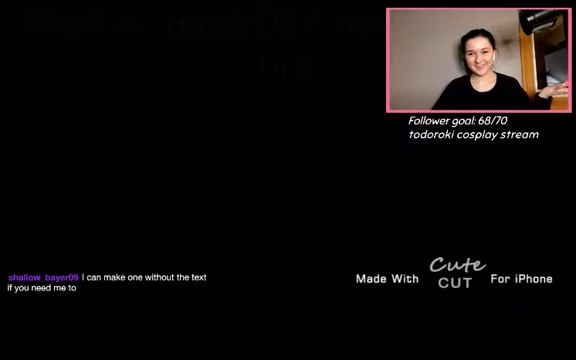 Follower goal: 68/70
todoroki cosplay stream
shallow_bayer09 I can make one without the text
if you need me to
Made With Cute CUT For iPhone